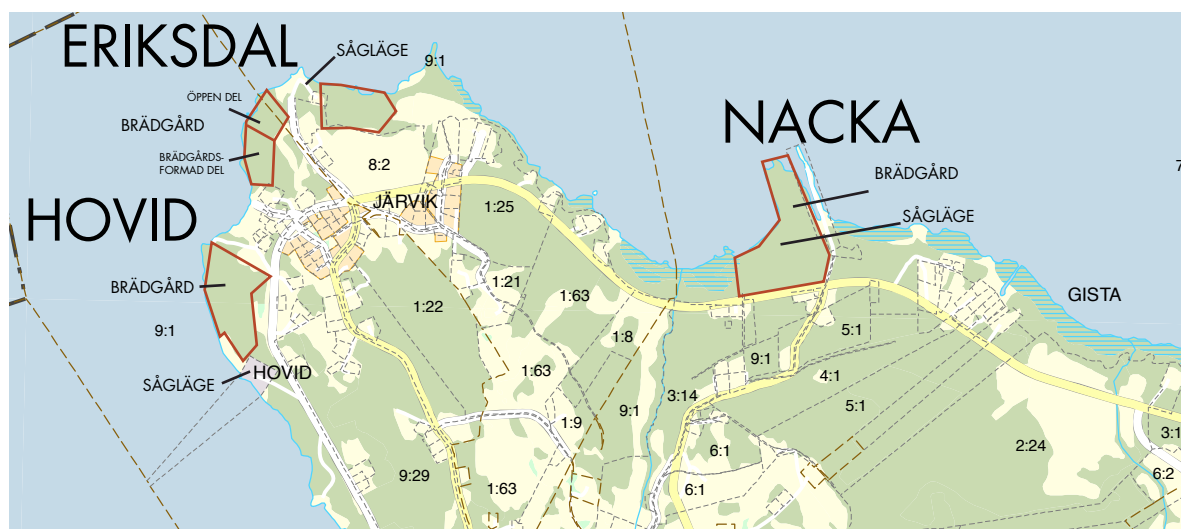 ERIKSDAL
SÅGLÄGE
9:1
ÖPPEN DEL
BRÄDGÅRD
BRÄDGÅRDS-
FORMAD DEL
8:2
NACKA
BRÄDGÅRD
SÅGLÄGE
7
HOVID
JÄRVIK
1:25
BRÄDGÅRD
9:1
SÅGLÄGE
HOVID
1:22
1:21
1:63
1:8
GISTA
5:1
9:1
4:1
5:1
1:63
3:14
9:1
1:9
6:1
2:24
3:1
6:2
9:29
1:63
6:1